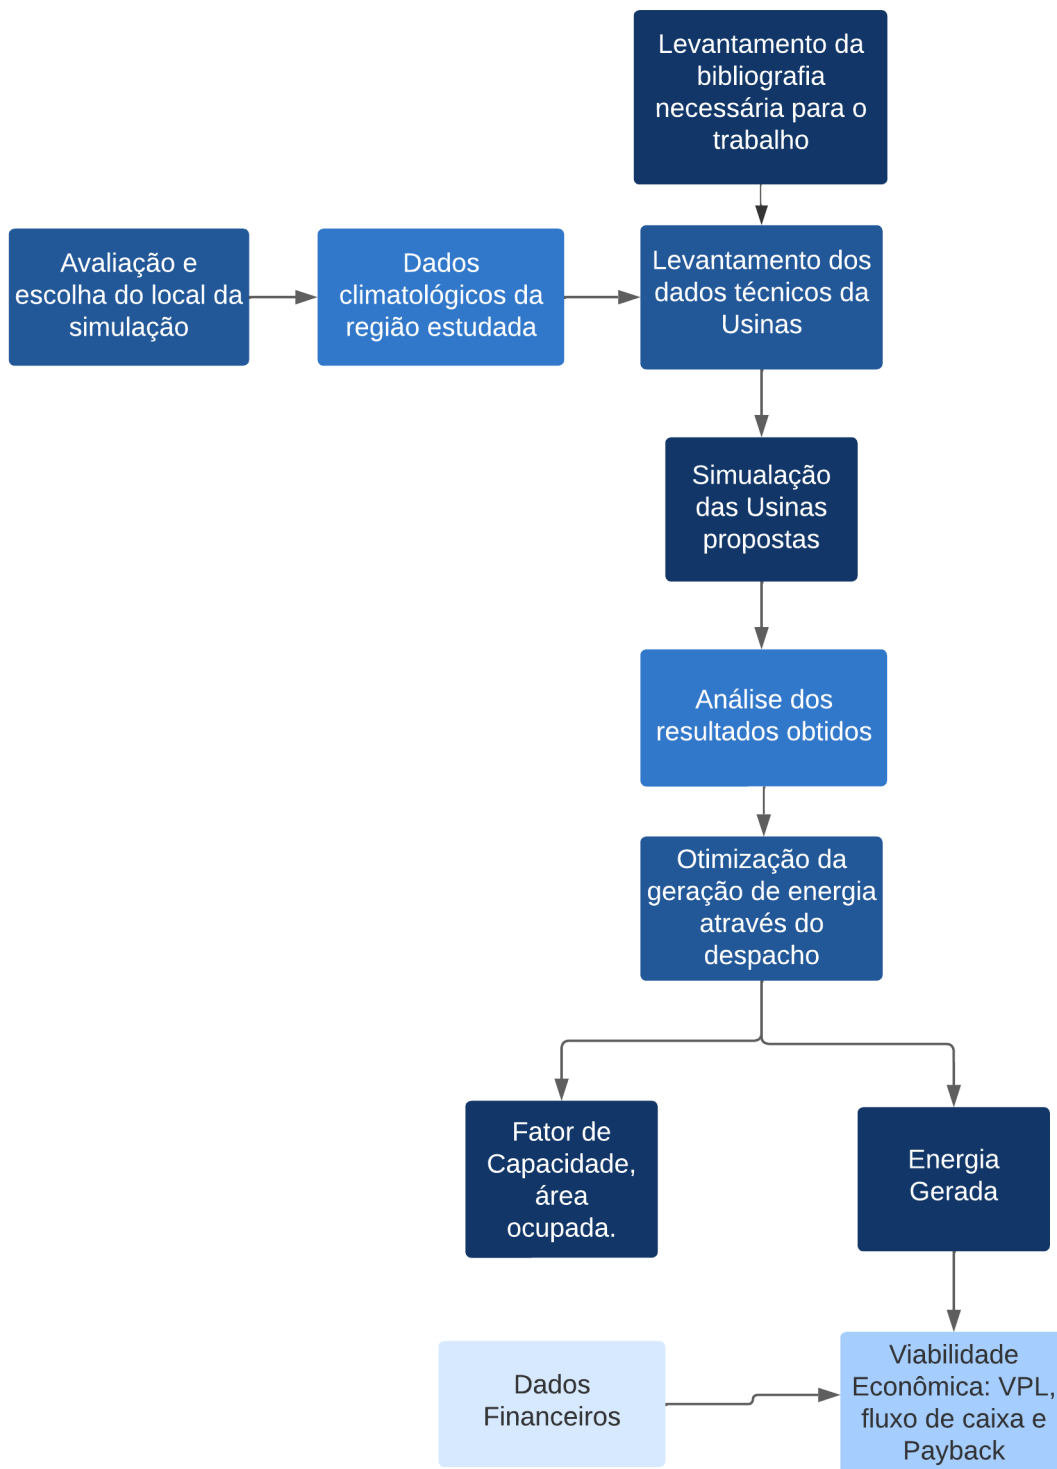 Levantamento da
bibliografia
necessária para o
trabalho
Avaliação e
escolha do local da
simulação
Dados
climatológicos da
região estudada
Levantamento dos
dados técnicos da
Usinas
Simualação
das Usinas
propostas
Análise dos
resultados obtidos
Otimização da
geração de energia
através do
despacho
Fator de
Capacidade,
área
ocupada.
Energia
Gerada
Dados
Financeiros
Viabilidade
Econômica: VPL,
fluxo de caixa e
Payback